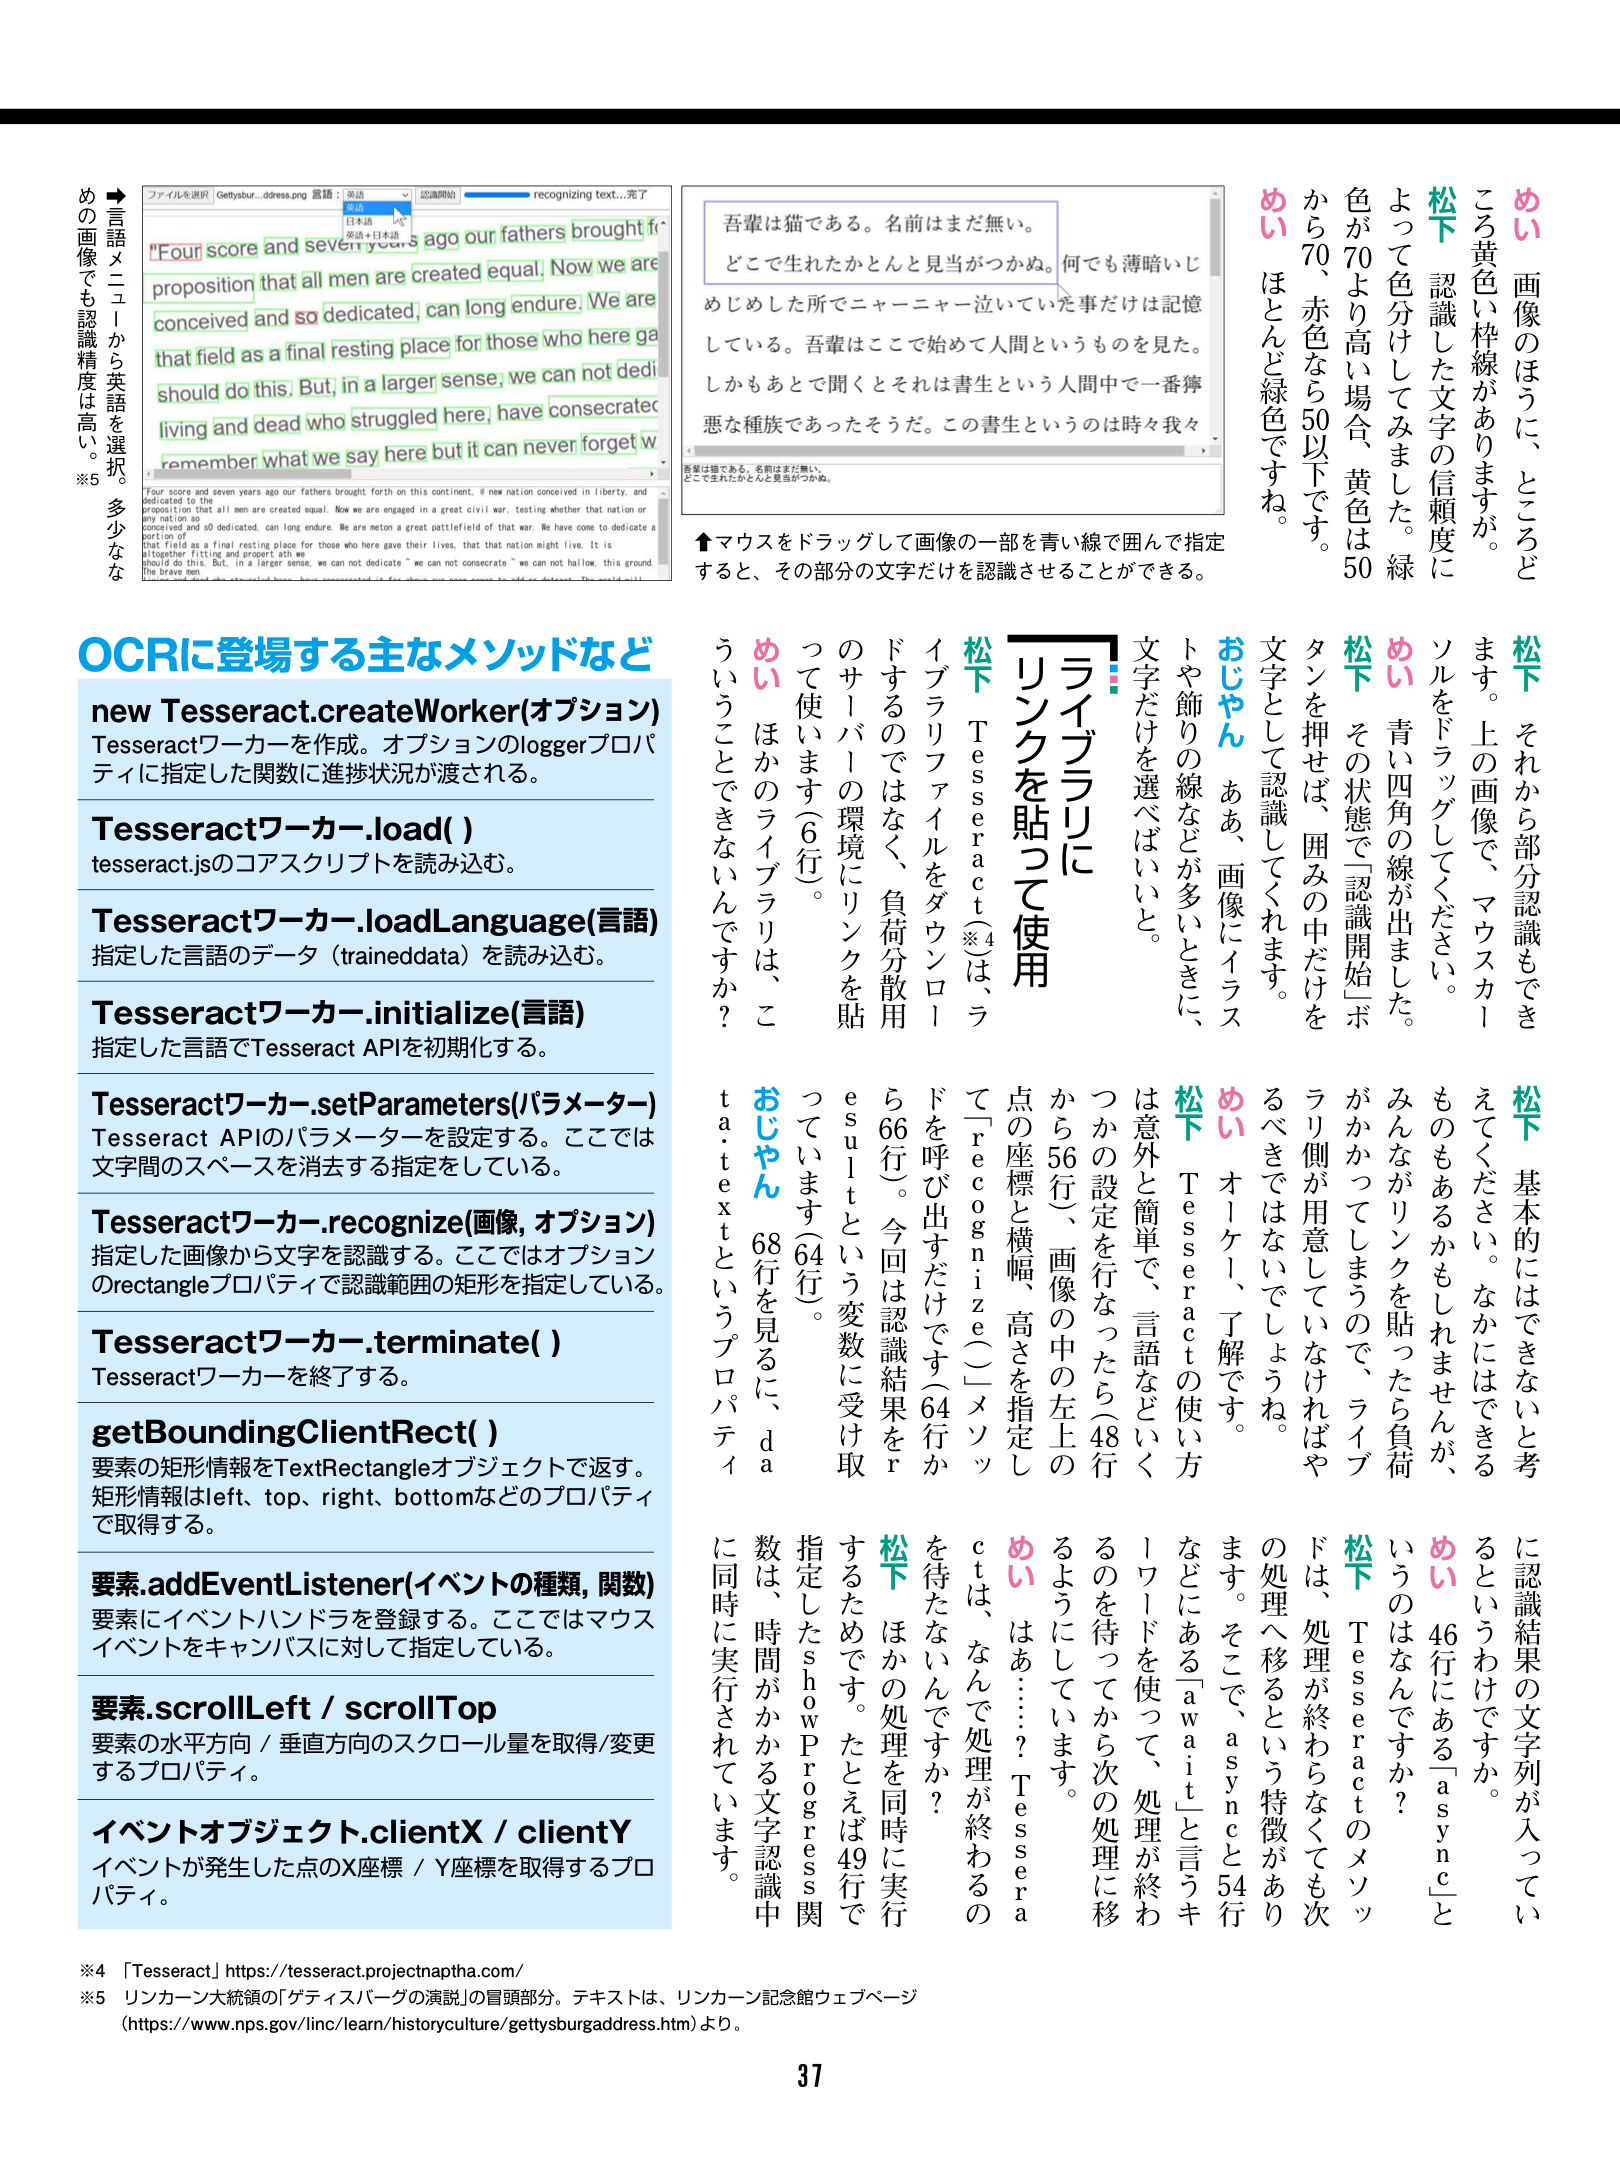 めい　画像のほうに、ところど
ころ黄色い枠線がありますが。
松下　認識した文字の信頼度に
よって色分けしてみました。緑
色が70より高い場合、黄色は50
から70、赤色なら50以下です。
めい　ほとんど緑色ですね。
吾輩は猫である。名前はまだ無い。
どこで生れたかとんと見当がつかぬ。何でも薄暗いじ
めじめした所でニャーニャー泣いていた事だけは記憶
している。吾輩はここで始めて人間というものを見た。
しかもあとで聞くとそれは書生という人間中で一番獰
悪な種族であったそうだ。この書生というのは時々我々
吾輩は猫である。名前はまだ無い。
どこで生れたかとんと見当がつかぬ。
⬆マウスをドラッグして画像の一部を青い線で囲んで指定
すると、その部分の文字だけを認識させることができる。
ファイルを選択 Gettysbur...ddress.png 言語： 英語 認識開始 recognizing text...完了
英語
日本語
英語+日本語
"Four score and seven years ago our fathers brought fo
proposition that all men are created equal. Now we are
conceived and so dedicated, can long endure. We are
that field as a final resting place for those who here ga
should do this. But, in a larger sense, we can not dedi
living and dead who struggled here, have consecratec
remember what we say here but it can never forget w
"Four score and seven years ago our fathers brought forth on this continent, @ new nation conceived in liberty, and
dedicated to the
proposition that all men are created equal. Now we are engaged in a great civil war, testing whether that nation or
any nation so
conceived and s0 dedicated, can long endure. We are meton a great pattlefield of that war. We have come to dedicate a
portion of
that field as a final resting place for those who here gave their lives, that that nation might live. It is
altogether fitting and propert ath we
should do this. But, in a larger sense, we can not dedicate ~ we can not consecrate ~ we can not hallow, this ground.
The brave men
➡言語メニューから英語を選択。多少なな
めの画像でも認識精度は高い。※5
松下　それから部分認識もでき
ます。上の画像で、マウスカー
ソルをドラッグしてください。
めい　青い四角の線が出ました。
松下　その状態で「認識開始」ボ
タンを押せば、囲みの中だけを
文字として認識してくれます。
おじやん　ああ、画像にイラス
トや飾りの線などが多いときに、
文字だけを選べばいいと。
ライブラリに
リンクを貼って使用
松下　Tesseract（※4）は、ラ
イブラリファイルをダウンロー
ドするのではなく、負荷分散用
のサーバーの環境にリンクを貼
って使います（6行）。
めい　ほかのライブラリは、こ
ういうことできないんですか？
松下　基本的にはできないと考
えてください。なかにはできる
ものもあるかもしれませんが、
みんながリンクを貼ったら負荷
がかかってしまうので、ライブ
ラリ側が用意していなければや
るべきではないでしょうね。
めい　オーケー、了解です。
松下　Tesseractの使い方
は意外と簡単で、言語などいく
つかの設定を行なったら（48行
から56行）、画像の中の左上の
点の座標と横幅、高さを指定し
て「recognize()」メソッ
ドを呼び出すだけです（64行か
ら66行）。今回は認識結果をr
esultという変数に受け取
っています（64行）。
おじやん　68行を見るに、da
ta.textというプロパティ
に認識結果の文字列が入ってい
るというわけですか。
めい　46行にある「async」と
いうのはなんですか？
松下　Tesseractのメソッ
ドは、処理が終わらなくても次
の処理へ移るという特徴があり
ます。そこで、asyncと54行
などにある「await」と言うキ
ーワードを使って、処理が終わ
るのを待ってから次の処理に移
るようにしています。
めい　はあ……？ Tessera
ctは、なんで処理が終わるの
を待たないんですか？
松下　ほかの処理を同時に実行
するためです。たとえば49行で
指定したshowProgress関
数は、時間がかかる文字認識中
に同時に実行されています。
OCRに登場する主なメソッドなど
new Tesseract.createWorker(オプション)
Tesseractワーカーを作成。オプションのloggerプロパ
ティに指定した関数に進捗状況が渡される。
Tesseractワーカー.load( )
tesseract.jsのコアスクリプトを読み込む。
Tesseractワーカー.loadLanguage(言語)
指定した言語のデータ（traineddata）を読み込む。
Tesseractワーカー.initialize(言語)
指定した言語でTesseract APIを初期化する。
Tesseractワーカー.setParameters(パラメーター)
Tesseract APIのパラメーターを設定する。ここでは
文字間のスペースを消去する指定をしている。
Tesseractワーカー.recognize(画像, オプション)
指定した画像から文字を認識する。ここではオプション
のrectangleプロパティで認識範囲の矩形を指定している。
Tesseractワーカー.terminate( )
Tesseractワーカーを終了する。
getBoundingClientRect( )
要素の矩形情報をTextRectangleオブジェクトで返す。
矩形情報はleft、top、right、bottomなどのプロパティ
で取得する。
要素.addEventListener(イベントの種類, 関数)
要素にイベントハンドラを登録する。ここではマウス
イベントをキャンバスに対して指定している。
要素.scrollLeft / scrollTop
要素の水平方向 / 垂直方向のスクロール量を取得/変更
するプロパティ。
イベントオブジェクト.clientX / clientY
イベントが発生した点のX座標 / Y座標を取得するプロ
パティ。
※4 「Tesseract」https://tesseract.projectnaptha.com/
※5 リンカーン大統領の「ゲティスバーグの演説」の冒頭部分。テキストは、リンカーン記念館ウェブページ
（https://www.nps.gov/linc/learn/historyculture/gettysburgaddress.htm）より。
37